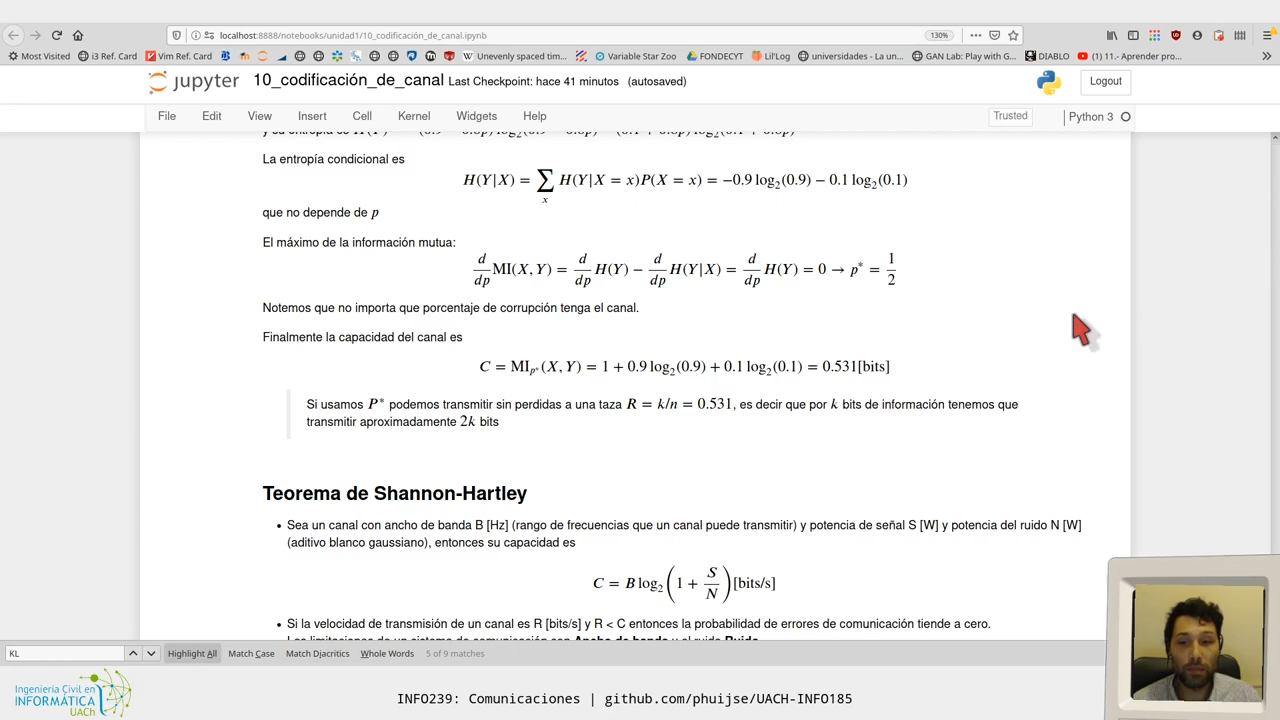 localhost:8888/notebooks/unidad1/10_codificación_de_canal.ipynb
130%
Most Visited
i3 Ref. Card
Vim Ref. Card
Unevenly spaced tim...
Variable Star Zoo
FONDECYT
Lil'Log
universidades - La un...
GAN Lab: Play with G...
DIABLO
(1) 11.- Aprender pro...
jupyter
10_codificación_de_canal Last Checkpoint: hace 41 minutos (autosaved)
Logout
File Edit View Insert Cell Kernel Widgets Help
Trusted
Python 3
La entropía condicional es
H(Y|X) = ∑ₓ H(Y|X = x)P(X = x) = −0.9 log₂(0.9) − 0.1 log₂(0.1)
que no depende de p
El máximo de la información mutua:
d/dp MI(X, Y) = d/dp H(Y) − d/dp H(Y|X) = d/dp H(Y) = 0 → p* = 1/2
Notemos que no importa que porcentaje de corrupción tenga el canal.
Finalmente la capacidad del canal es
C = MI_p*(X, Y) = 1 + 0.9 log₂(0.9) + 0.1 log₂(0.1) = 0.531[bits]
Si usamos P* podemos transmitir sin perdidas a una taza R = k/n = 0.531, es decir que por k bits de información tenemos que
transmitir aproximadamente 2k bits
Teorema de Shannon-Hartley
• Sea un canal con ancho de banda B [Hz] (rango de frecuencias que un canal puede transmitir) y potencia de señal S [W] y potencia del ruido N [W]
(aditivo blanco gaussiano), entonces su capacidad es
C = B log₂(1 + S/N)[bits/s]
• Si la velocidad de transmisión de un canal es R [bits/s] y R < C entonces la probabilidad de errores de comunicación tiende a cero.
KL
Highlight All
Match Case
Match Diacritics
Whole Words
5 of 9 matches
Ingeniería Civil en
INFORMÁTICA
UACh
INFO239: Comunicaciones | github.com/phuijse/UACH-INFO185